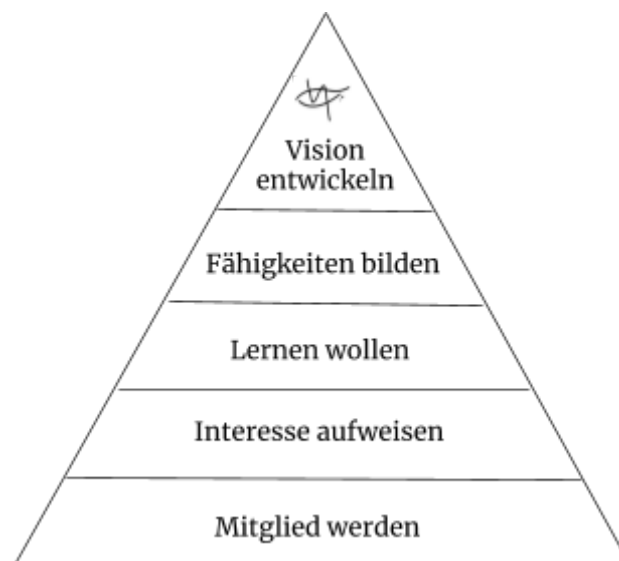 Vision
entwickeln
Fähigkeiten bilden
Lernen wollen
Interesse aufweisen
Mitglied werden